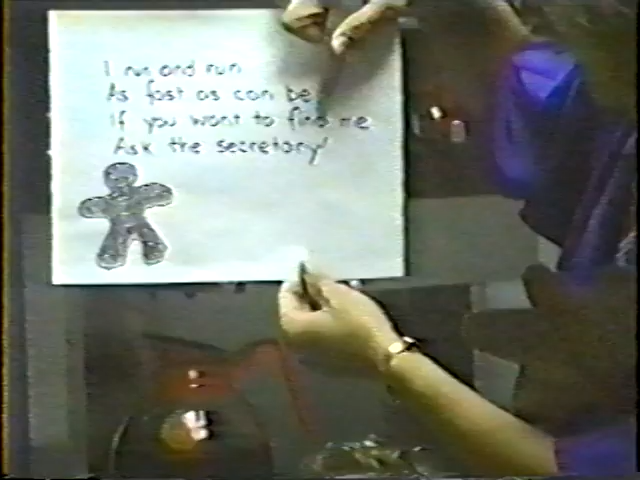 I run and run
As fast as can be
If you want to find me
Ask the secretary!